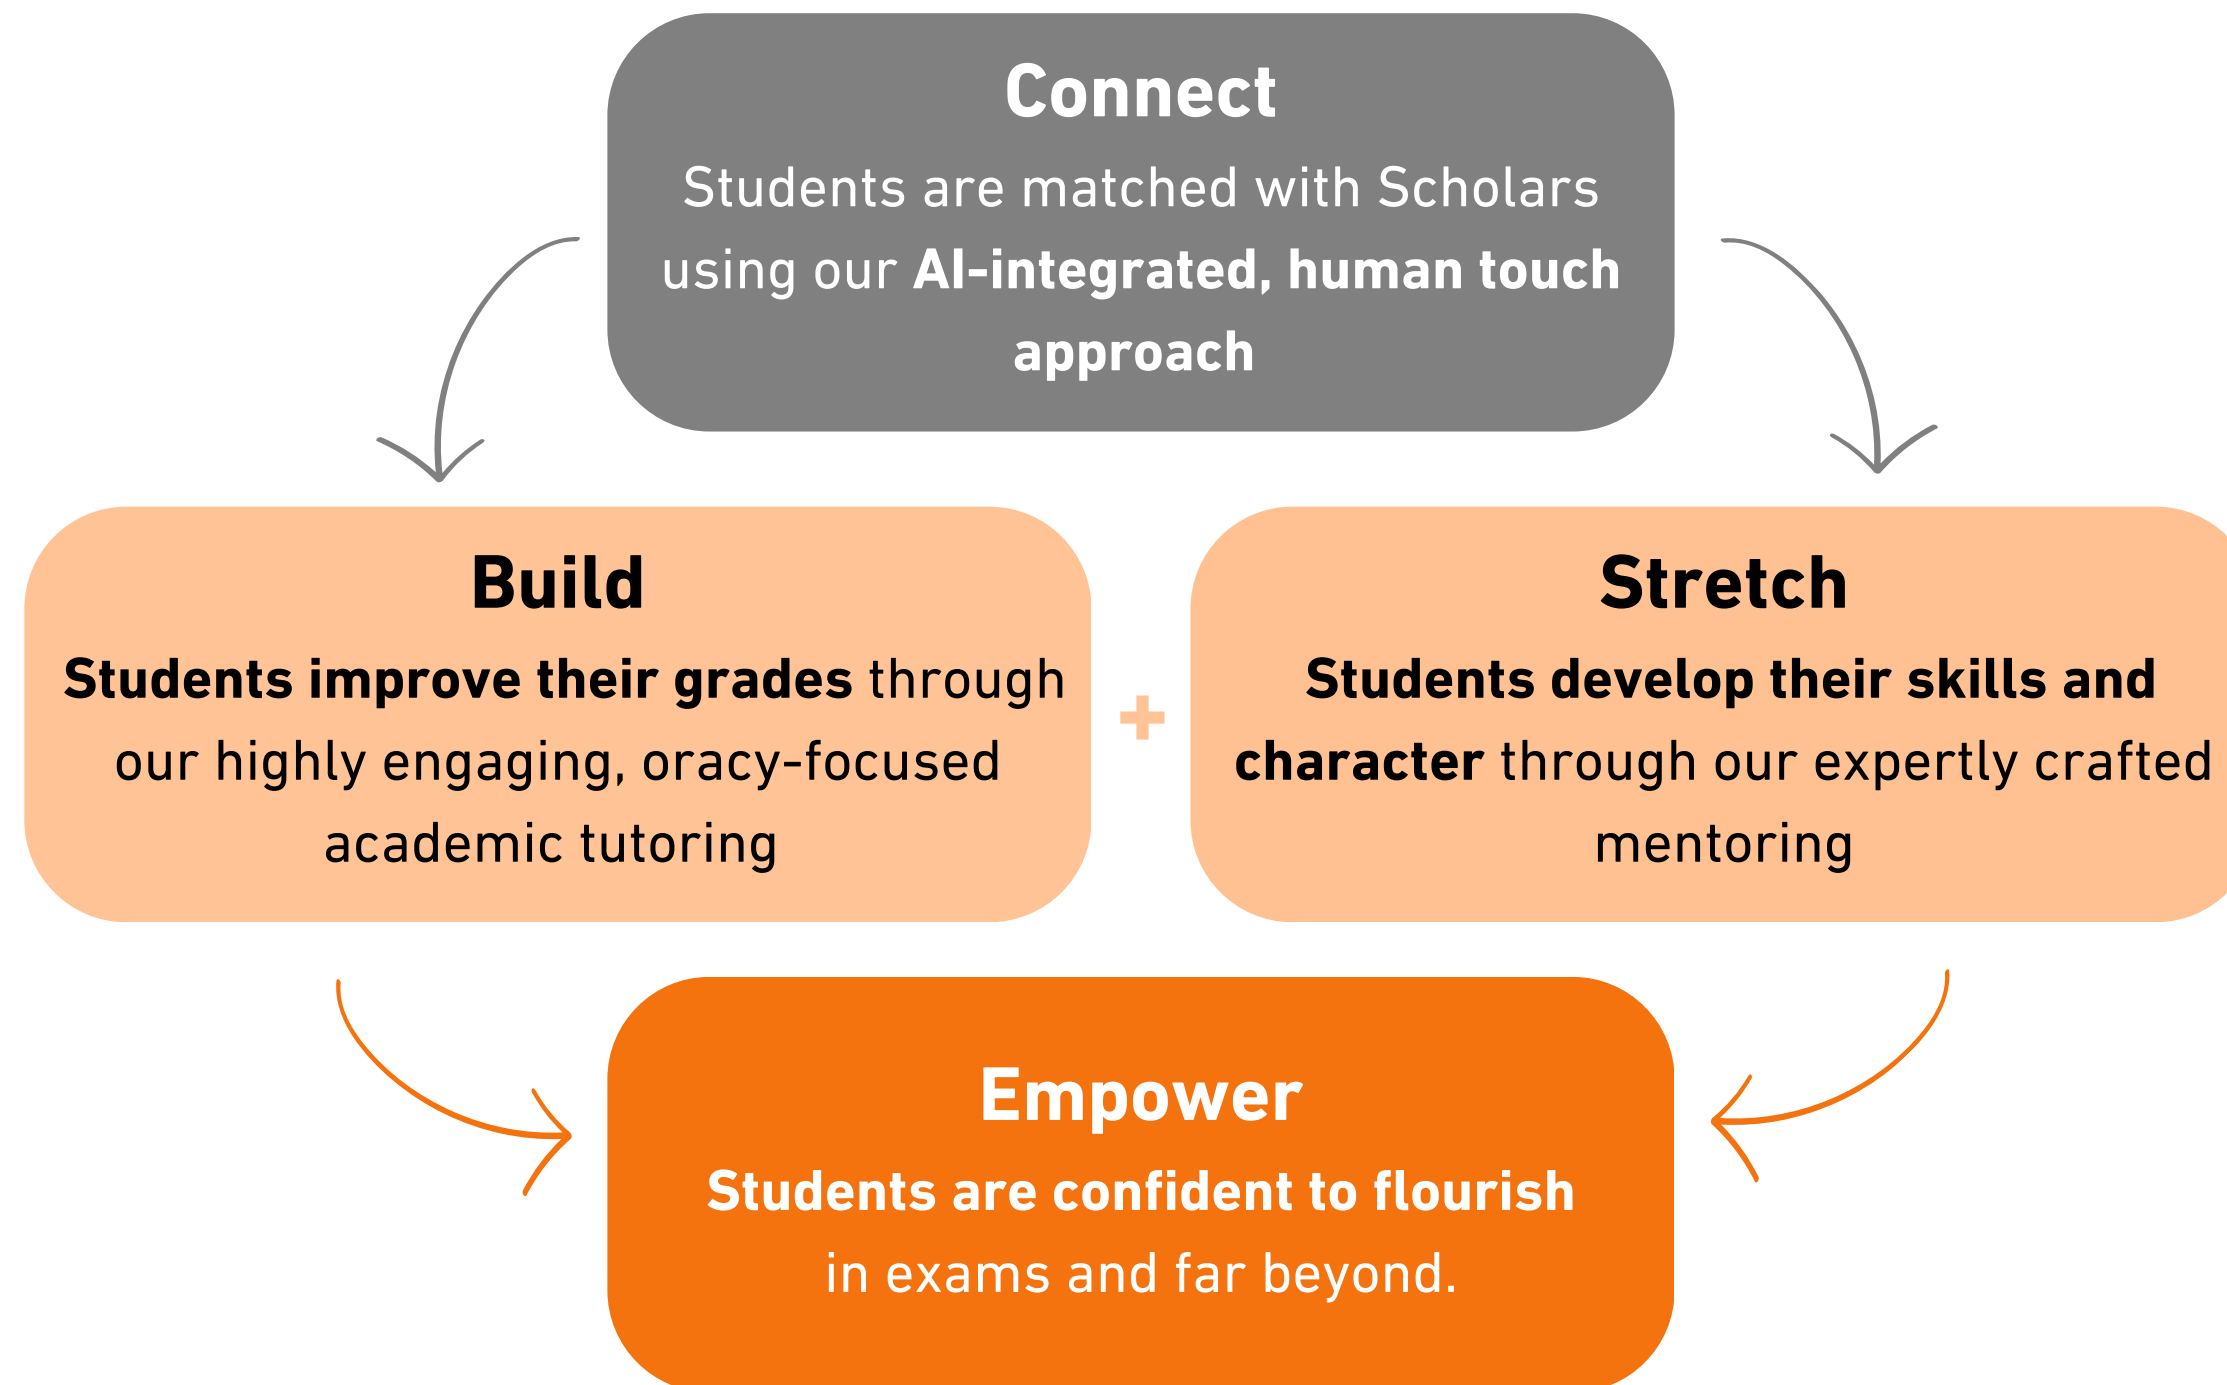 Connect
Students are matched with Scholars
using our AI-integrated, human touch
approach
Build
Students improve their grades through
our highly engaging, oracy-focused
academic tutoring
+
Stretch
Students develop their skills and
character through our expertly crafted
mentoring
Empower
Students are confident to flourish
in exams and far beyond.